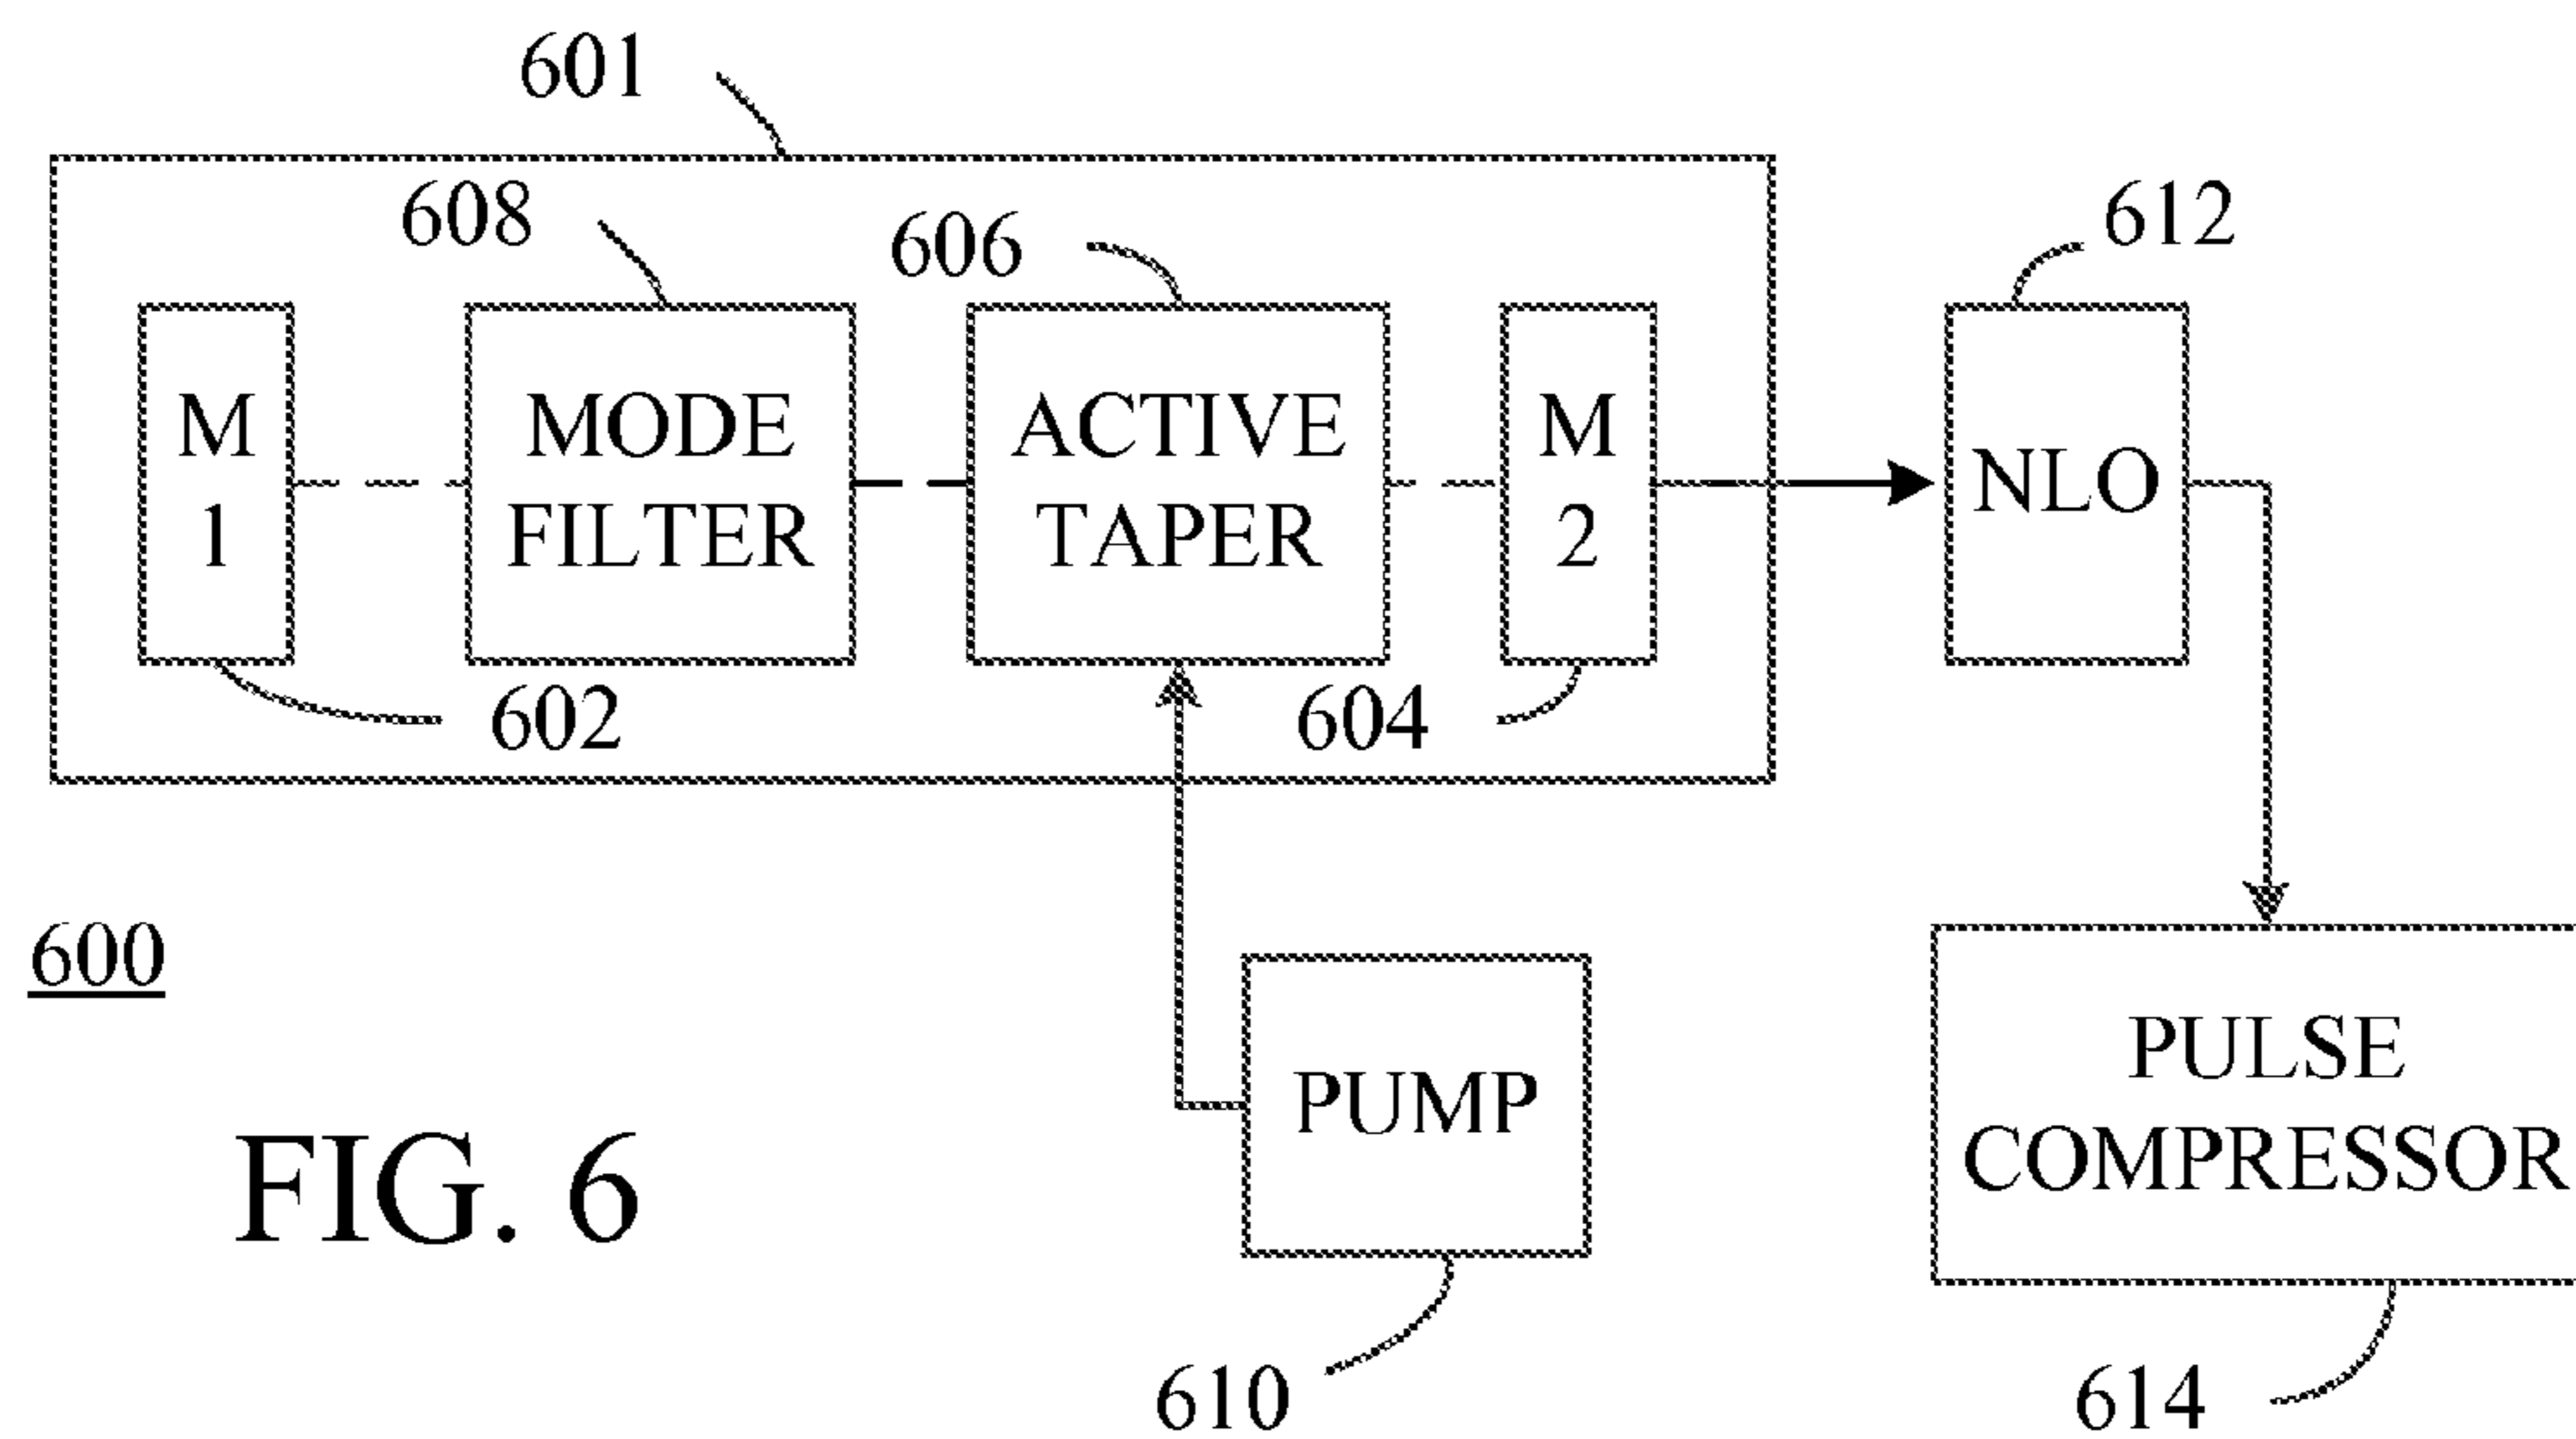 601
608
606
612
M
1
MODE
FILTER
ACTIVE
TAPER
M
2
NLO
602
604
600
PUMP
PULSE
COMPRESSOR
FIG. 6
610
614